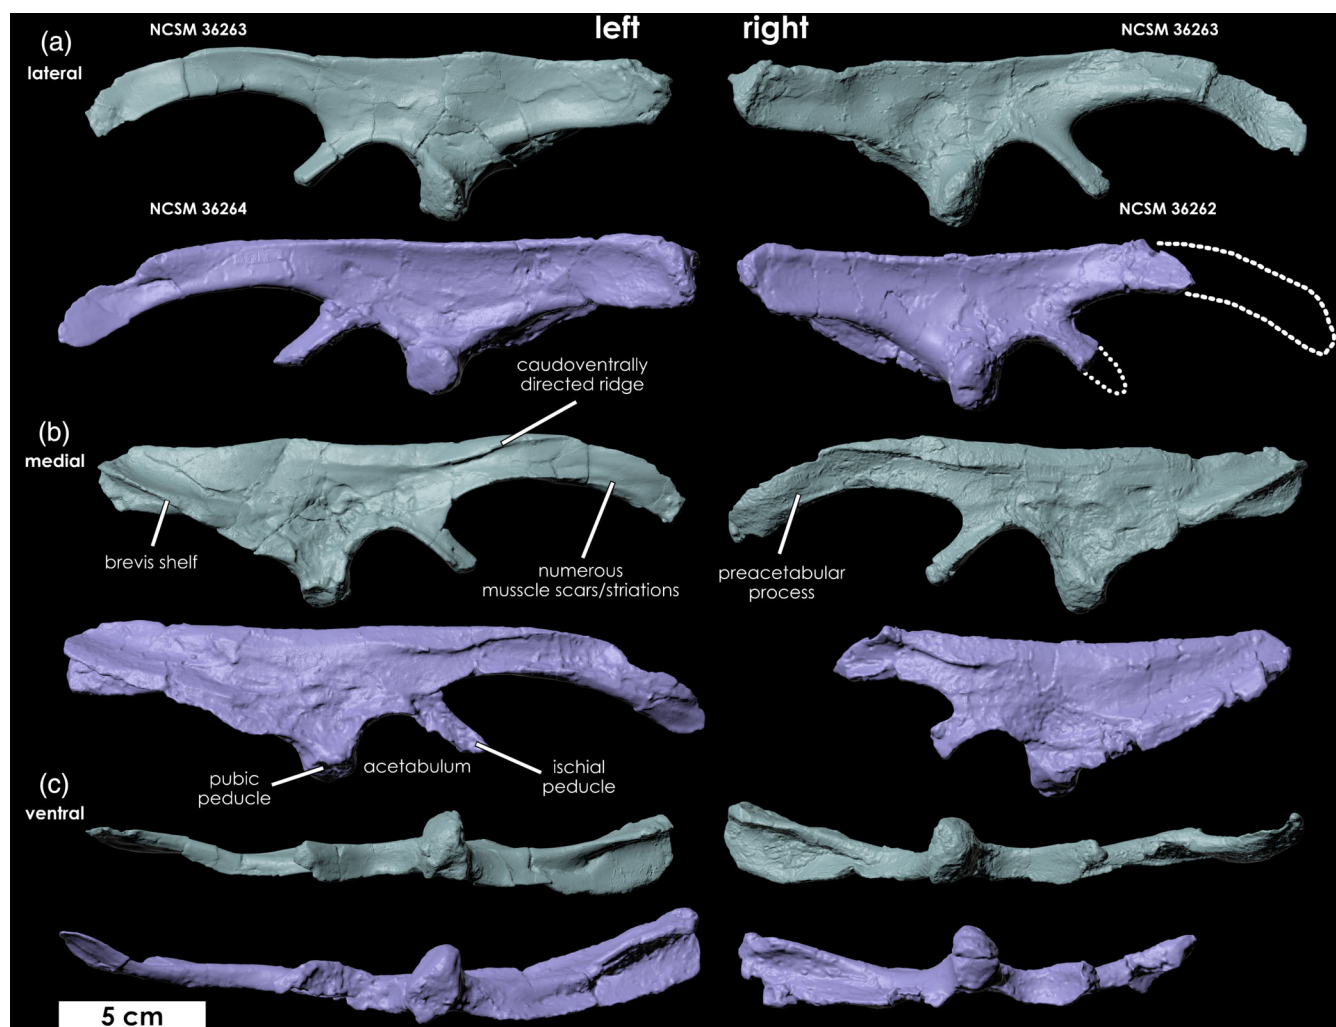 (a)
NCSM 36263
left
right
NCSM 36263
lateral
NCSM 36264
NCSM 36262
caudoventrally
directed ridge
(b)
medial
brevis shelf
numerous
musscle scars/striations
preacetabular
process
pubic
peducle
acetabulum
ischial
peducle
(c)
ventral
5 cm